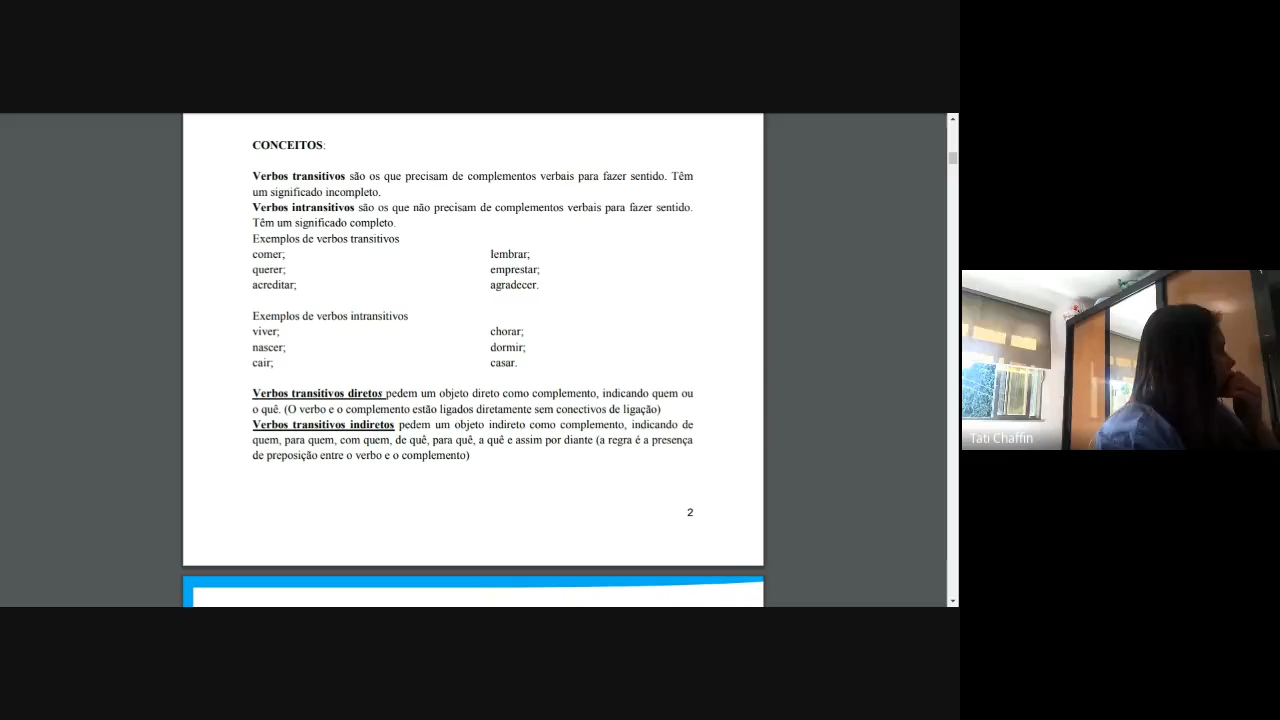 CONCEITOS:
Verbos transitivos são os que precisam de complementos verbais para fazer sentido. Têm
um significado incompleto.
Verbos intransitivos são os que não precisam de complementos verbais para fazer sentido.
Têm um significado completo.
Exemplos de verbos transitivos
comer; lembrar;
querer; emprestar;
acreditar; agradecer.
Exemplos de verbos intransitivos
viver; chorar;
nascer; dormir;
cair; casar.
Verbos transitivos diretos pedem um objeto direto como complemento, indicando quem ou
o quê. (O verbo e o complemento estão ligados diretamente sem conectivos de ligação)
Verbos transitivos indiretos pedem um objeto indireto como complemento, indicando de
quem, para quem, com quem, de quê, para quê, a quê e assim por diante (a regra é a presença
de preposição entre o verbo e o complemento)
2
Tati Chaffin